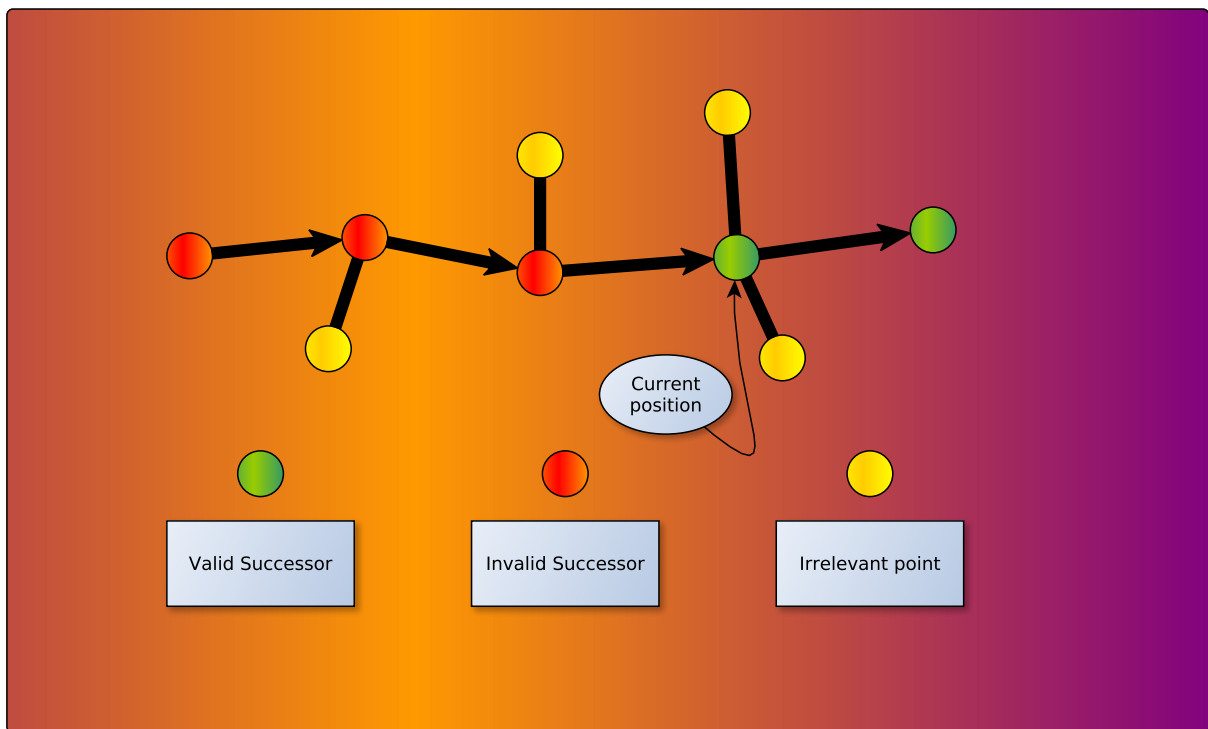 Current
position
Valid Successor
Invalid Successor
Irrelevant point